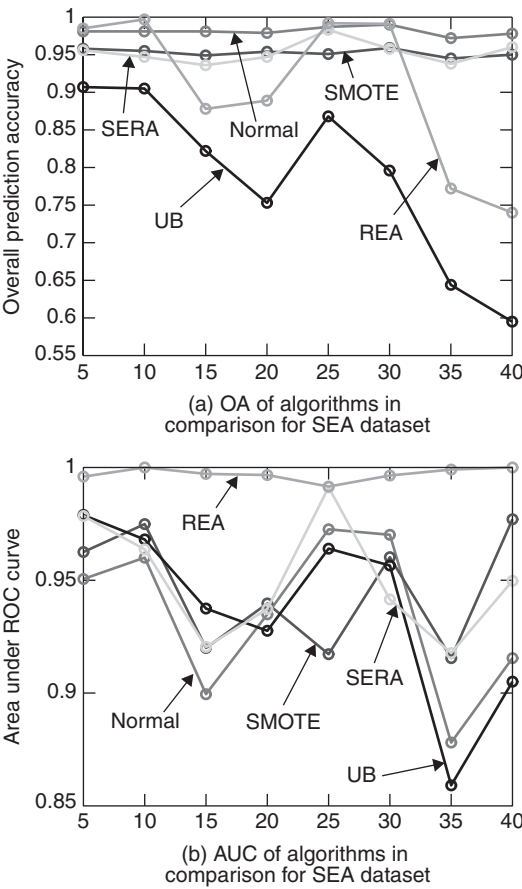 1
0.95
0.9
0.85
0.8
0.75
0.7
0.65
0.6
0.55
Overall prediction accuracy
SERA
Normal
SMOTE
UB
REA
5 10 15 20 25 30 35 40
(a) OA of algorithms in
comparison for SEA dataset
1
0.95
0.9
0.85
Area under ROC curve
REA
Normal
SMOTE
SERA
UB
5 10 15 20 25 30 35 40
(b) AUC of algorithms in
comparison for SEA dataset